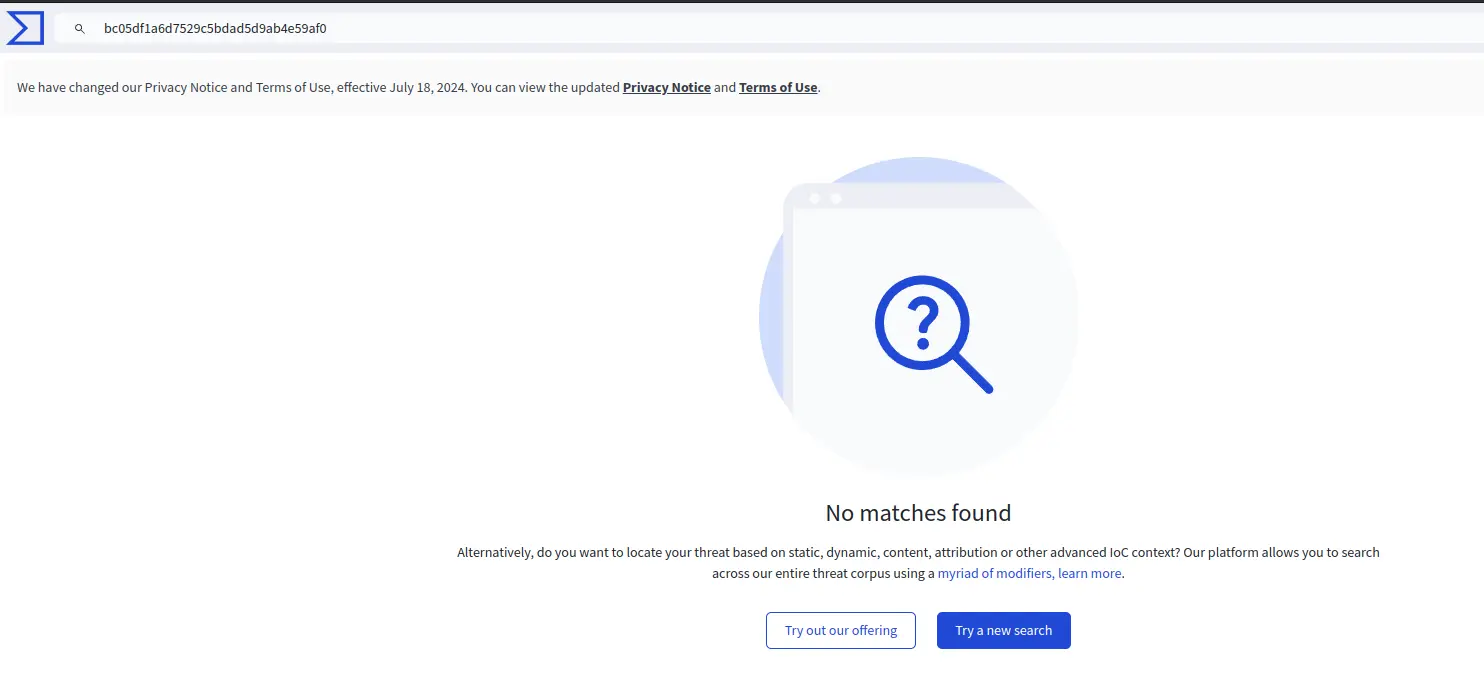 bc05df1a6d7529c5bdad5d9ab4e59af0
We have changed our Privacy Notice and Terms of Use, effective July 18, 2024. You can view the updated Privacy Notice and Terms of Use.
?
No matches found
Alternatively, do you want to locate your threat based on static, dynamic, content, attribution or other advanced IoC context? Our platform allows you to search
across our entire threat corpus using a myriad of modifiers, learn more.
Try out our offering
Try a new search